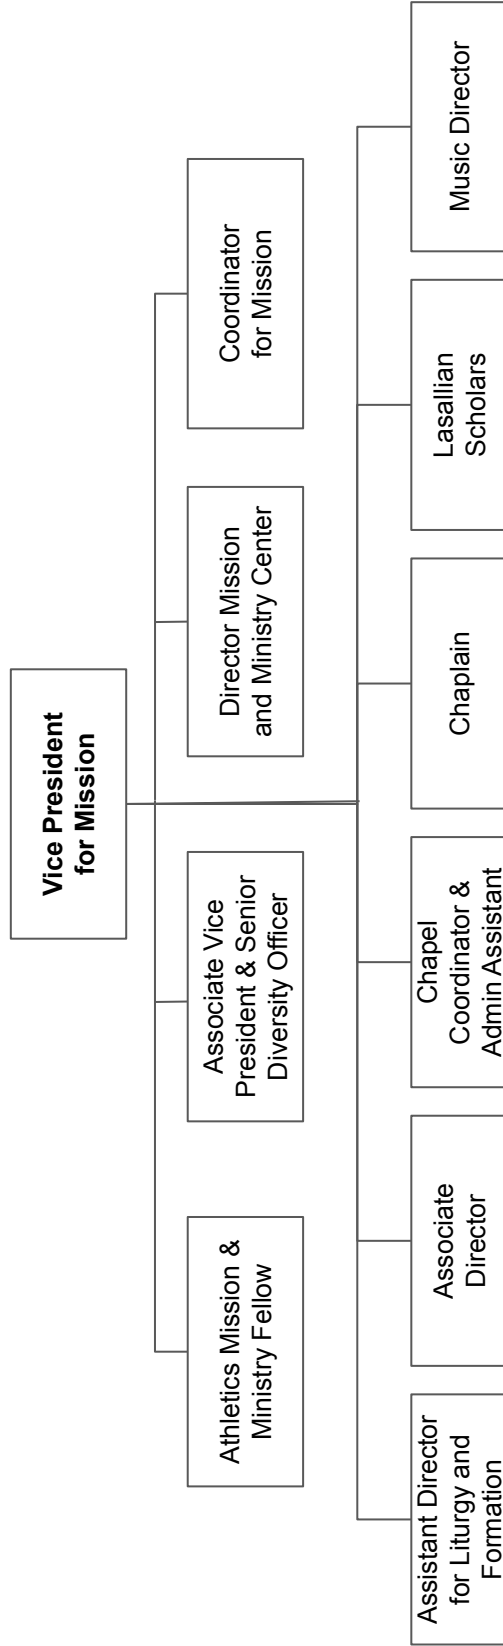 Vice President
for Mission
Athletics Mission &
Ministry Fellow
Associate Vice
President & Senior
Diversity Officer
Director Mission
and Ministry Center
Coordinator
for Mission
Assistant Director
for Liturgy and
Formation
Associate
Director
Chapel
Coordinator &
Admin Assistant
Chaplain
Lasallian
Scholars
Music Director